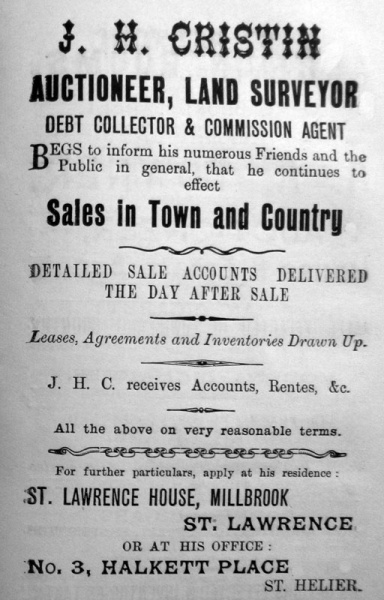 J. H. CRISTIN
AUCTIONEER, LAND SURVEYOR
DEBT COLLECTOR & COMMISSION AGENT
BEGS to inform his numerous Friends and the
Public in general, that he continues to
effect
Sales in Town and Country
DETAILED SALE ACCOUNTS DELIVERED
THE DAY AFTER SALE
Leases, Agreements and Inventories Drawn Up.
J. H. C. receives Accounts, Rentes, &c.
All the above on very reasonable terms.
For further particulars, apply at his residence :
ST. LAWRENCE HOUSE, MILLBROOK
ST. LAWRENCE
OR AT HIS OFFICE :
No. 3, HALKETT PLACE
ST. HELIER.